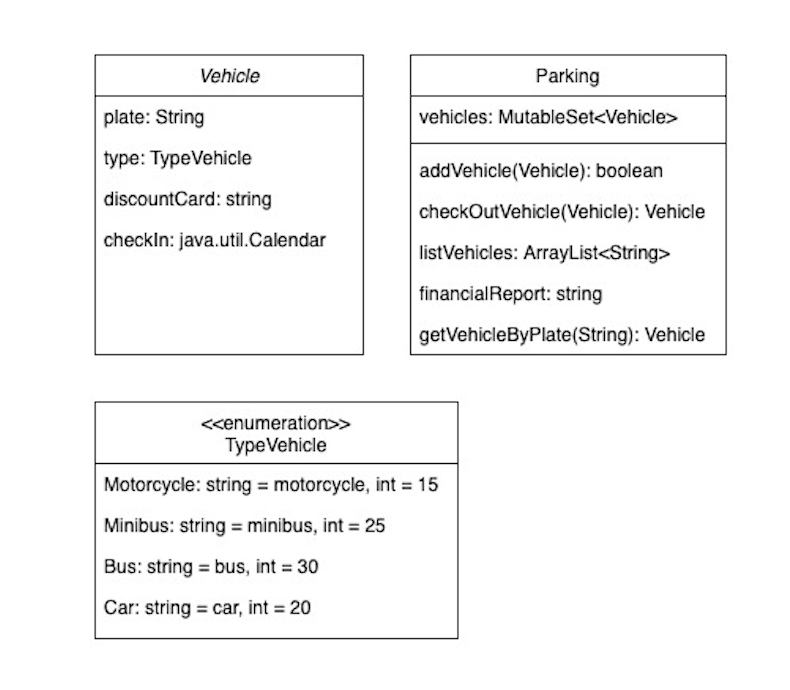 Vehicle
plate: String
type: TypeVehicle
discountCard: string
checkIn: java.util.Calendar
Parking
vehicles: MutableSet<Vehicle>
addVehicle(Vehicle): boolean
checkOutVehicle(Vehicle): Vehicle
listVehicles: ArrayList<String>
financialReport: string
getVehicleByPlate(String): Vehicle
<<enumeration>>
TypeVehicle
Motorcycle: string = motorcycle, int = 15
Minibus: string = minibus, int = 25
Bus: string = bus, int = 30
Car: string = car, int = 20